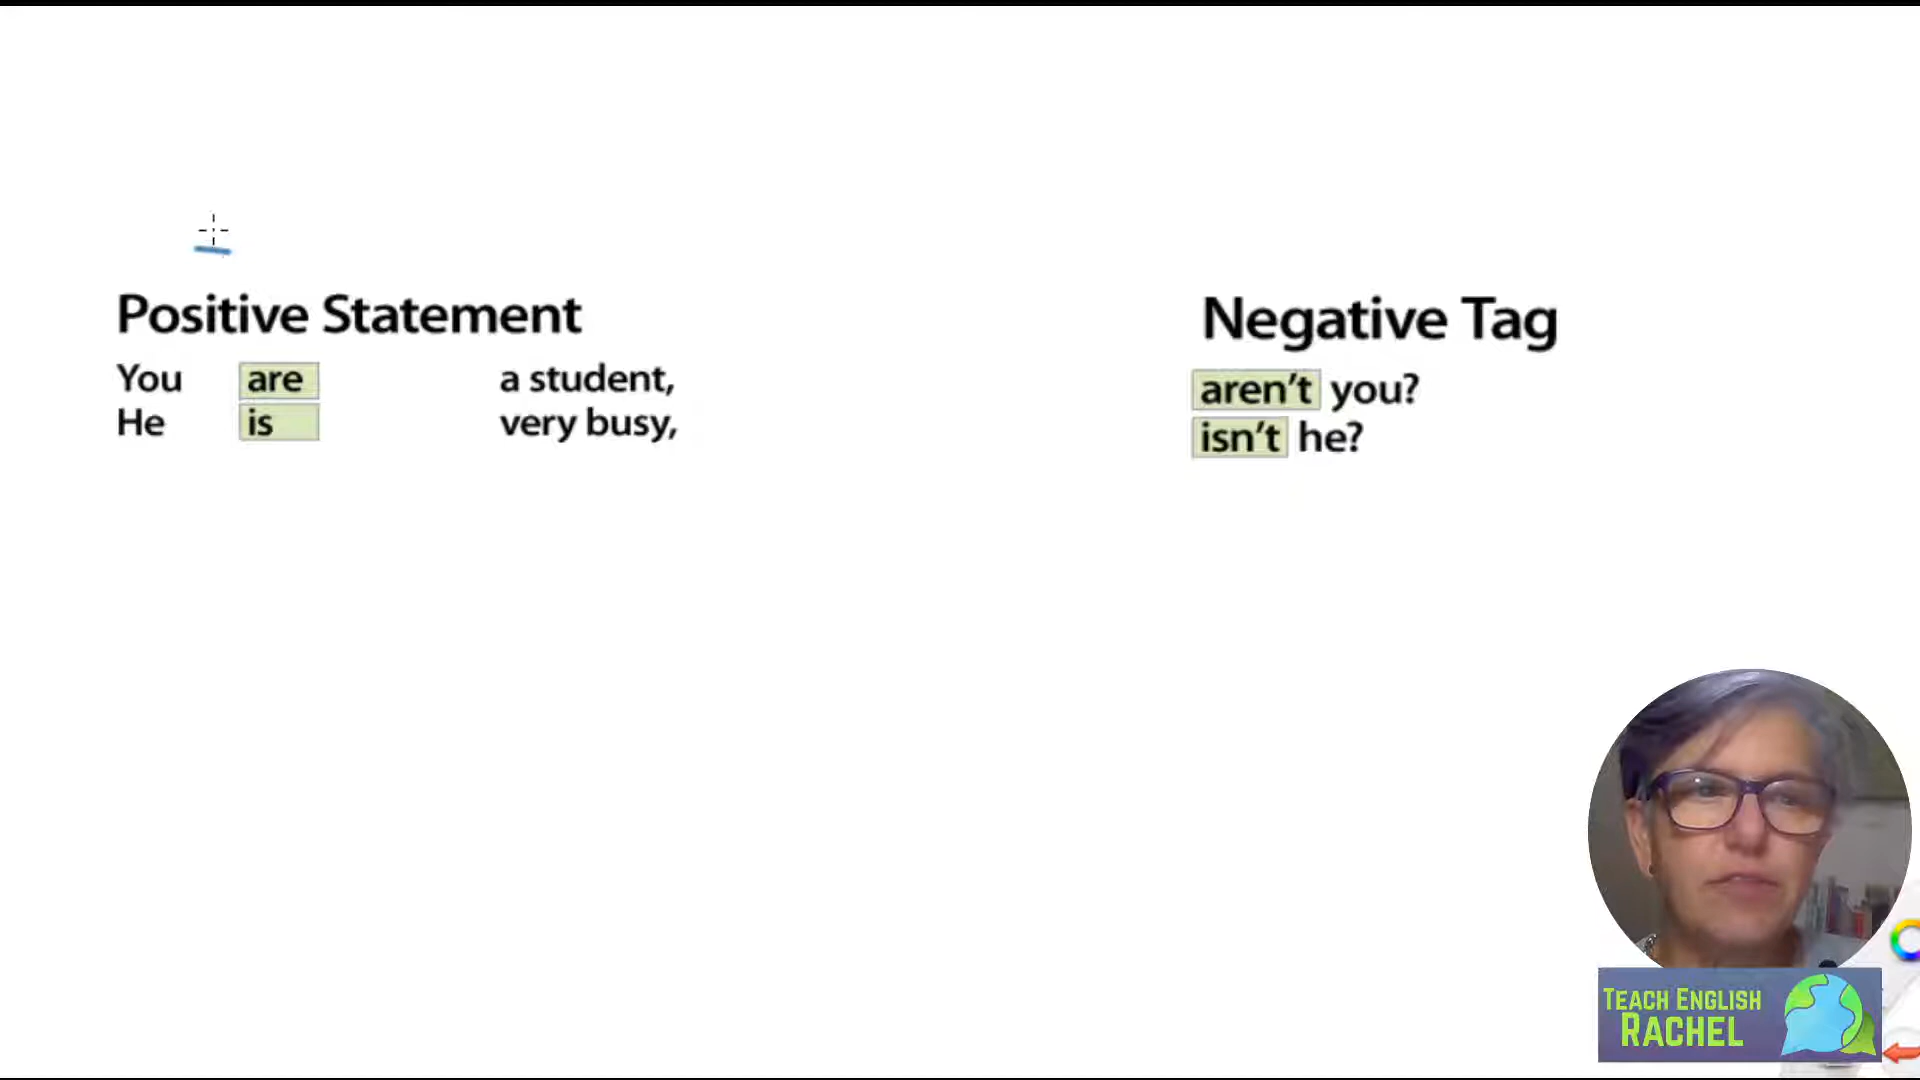 Positive Statement
You are a student,
He is very busy,
Negative Tag
aren't you?
isn't he?
TEACH ENGLISH
RACHEL